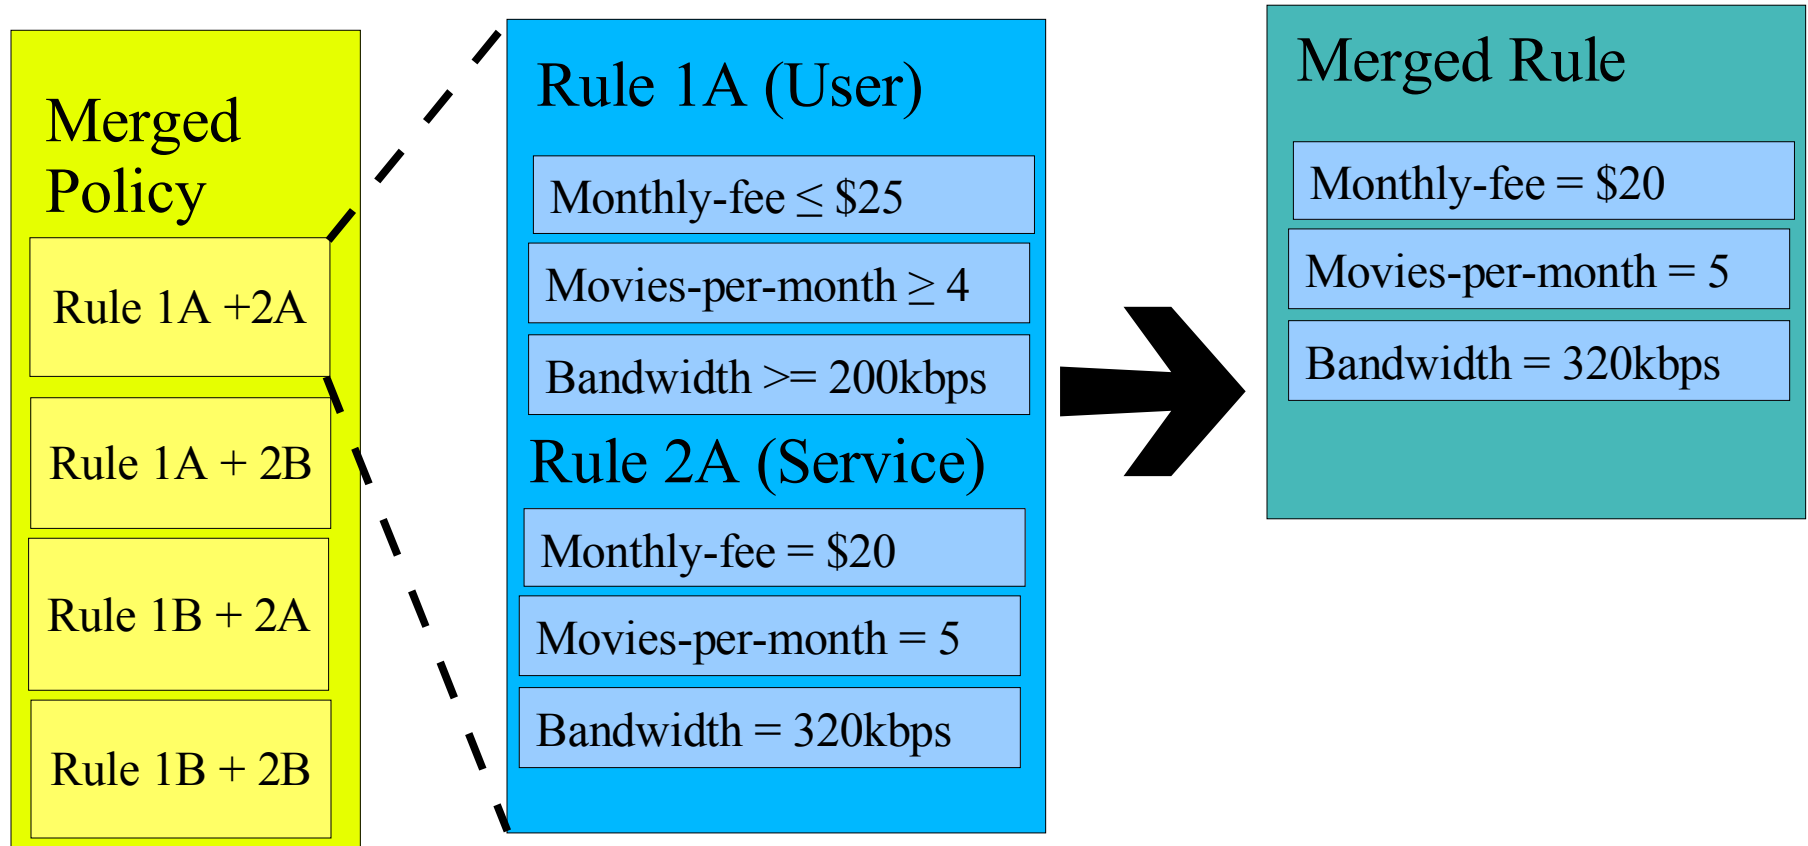 Merged
Policy
Rule 1A +2A
Rule 1A + 2B
Rule 1B + 2A
Rule 1B + 2B
Rule 1A (User)
Monthly-fee ≤ $25
Movies-per-month ≥ 4
Bandwidth >= 200kbps
Rule 2A (Service)
Monthly-fee = $20
Movies-per-month = 5
Bandwidth = 320kbps
Merged Rule
Monthly-fee = $20
Movies-per-month = 5
Bandwidth = 320kbps